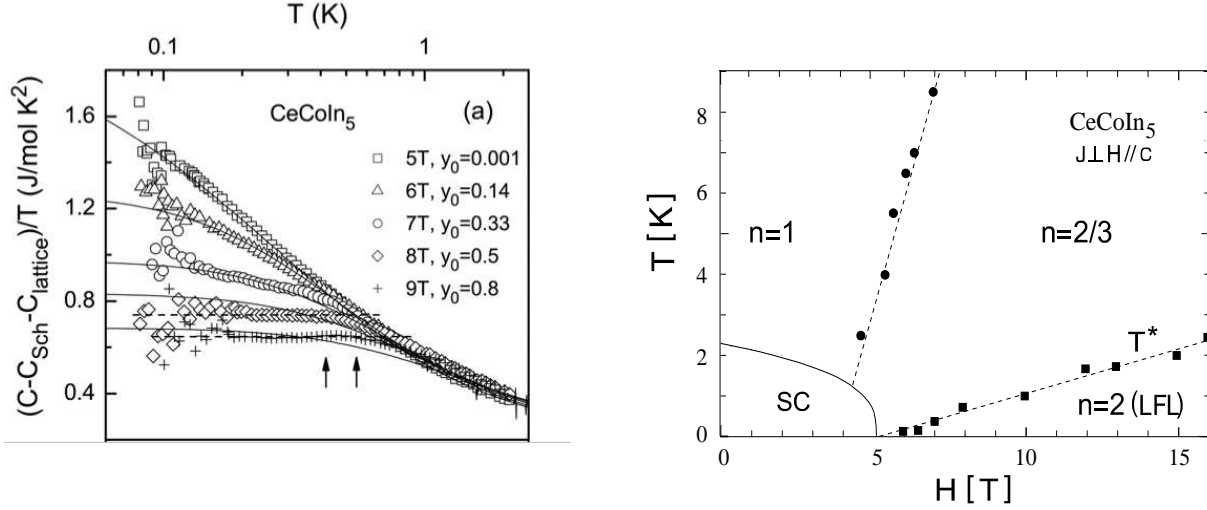 T (K)
0.1 1
(C-C_Sch-C_lattice)/T (J/mol K²)
1.6
1.2
0.8
0.4
CeCoIn₅
(a)
5T, y₀=0.001
6T, y₀=0.14
7T, y₀=0.33
8T, y₀=0.5
9T, y₀=0.8
T [K]
8
6
4
2
0
CeCoIn₅
J⊥H//c
n=1
n=2/3
T*
SC
n=2 (LFL)
0 5 10 15
H [T]